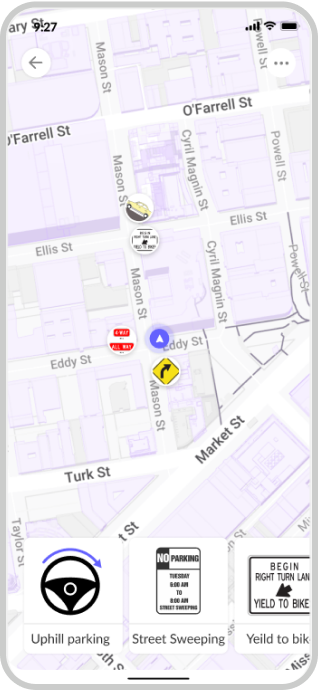 9:27
ary St
Mason St
Powell St
O'Farrell St
O'Farrell St
Mason St
Cyril Magnin St
Powell St
BEGIN
RIGHT TURN LANE
YIELD TO BIKES
Ellis St
Ellis St
Mason St
Cyril Magnin St
Powell St
4-WAY
ALL WAY
Eddy St
Eddy St
Mason St
Market St
Turk St
Taylor St
t St
NO PARKING
TUESDAY
6:00 AM
TO
8:00 AM
STREET SWEEPING
BEGIN
RIGHT TURN LAN
YIELD TO BIKE
Uphill parking
Street Sweeping
Yeild to bik